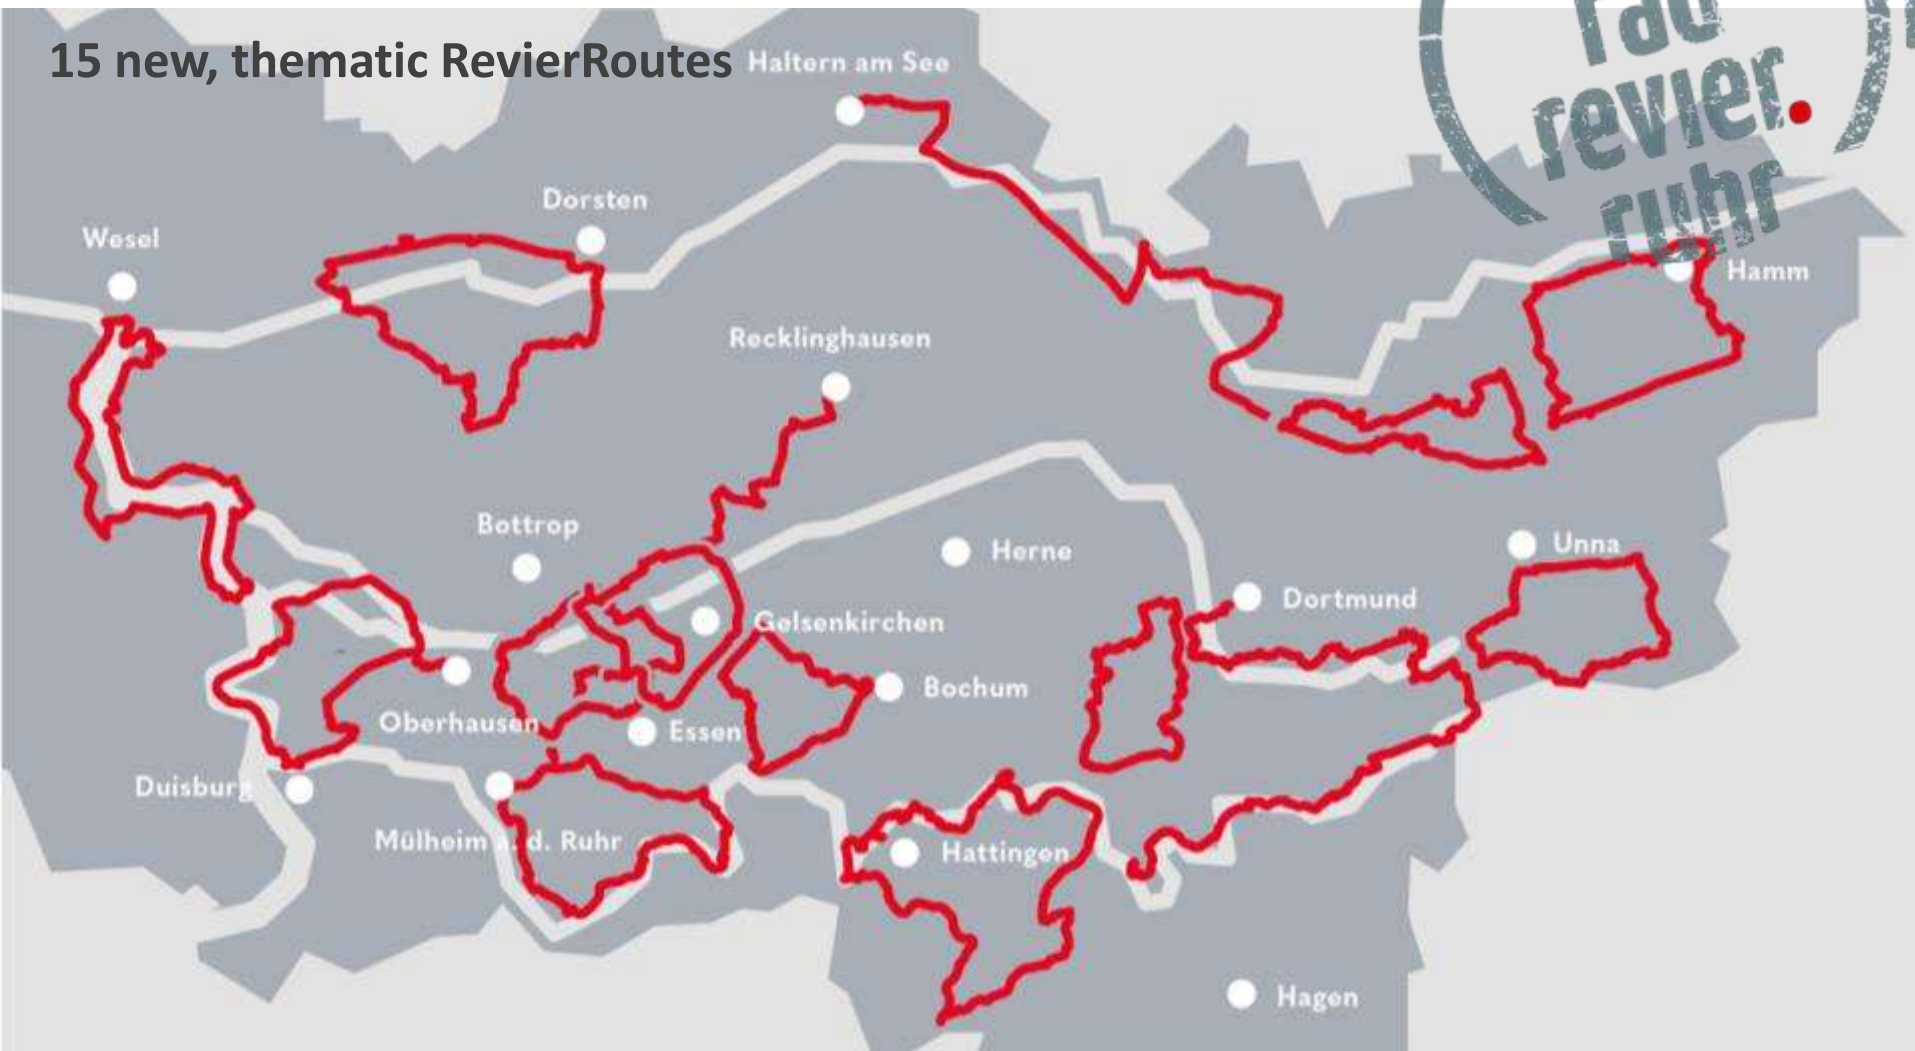 15 new, thematic RevierRoutes
Haltern am See
rad
revier.
ruhr
Dorsten
Wesel
Hamm
Recklinghausen
Bottrop
Herne
Unna
Dortmund
Gelsenkirchen
Bochum
Oberhausen
Essen
Duisburg
Mülheim a. d. Ruhr
Hattingen
Hagen